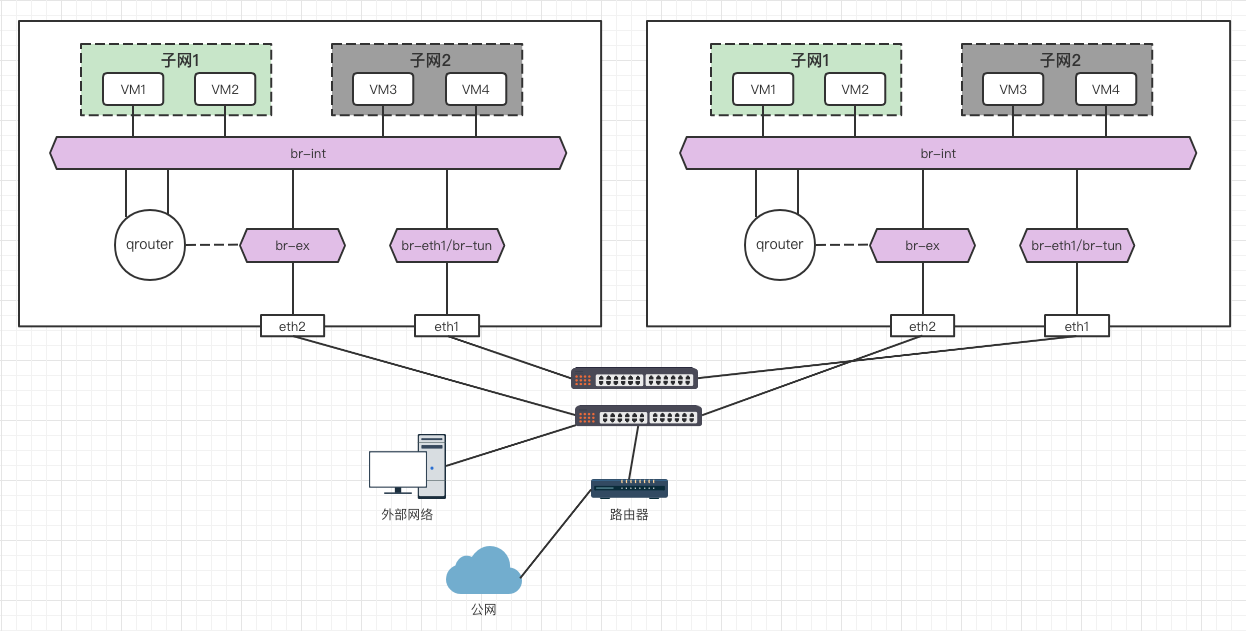 子网1
VM1
VM2
子网2
VM3
VM4
br-int
qrouter
br-ex
br-eth1/br-tun
eth2
eth1
子网1
VM1
VM2
子网2
VM3
VM4
br-int
qrouter
br-ex
br-eth1/br-tun
eth2
eth1
外部网络
路由器
公网